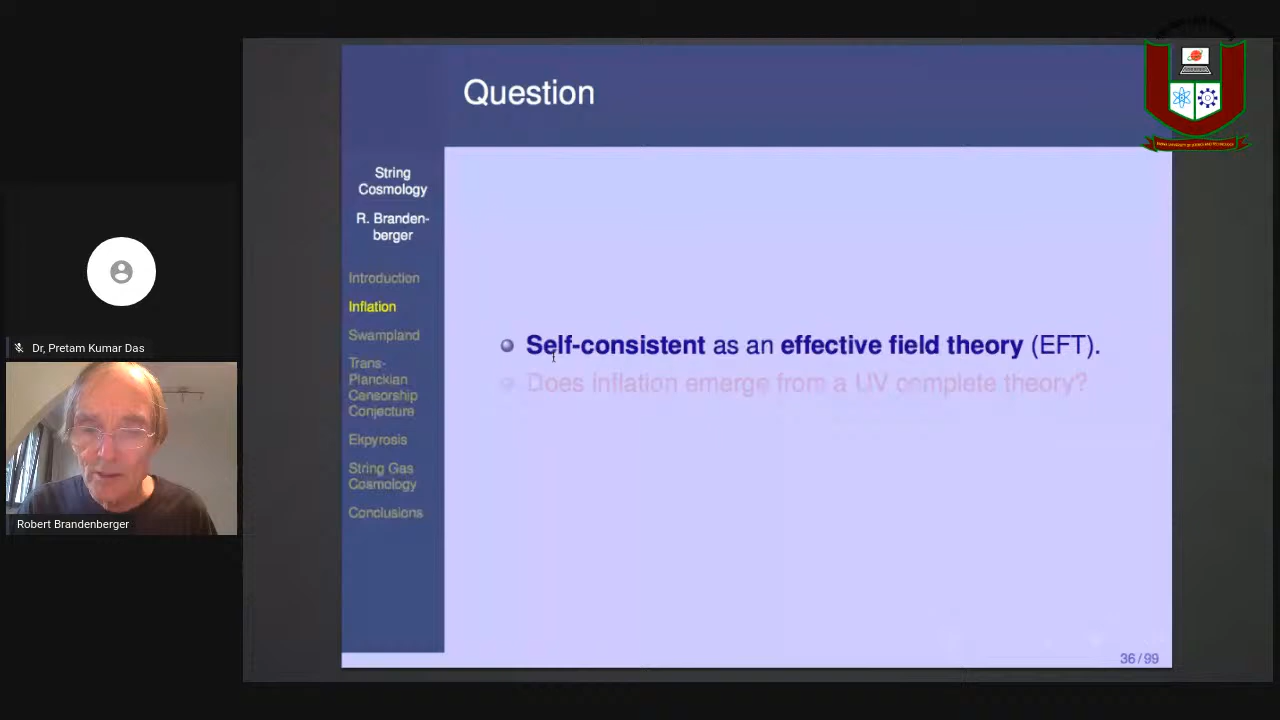 Question
String
Cosmology
R. Branden-
berger
Introduction
Inflation
Swampland
Trans-
Planckian
Censorship
Conjecture
Ekpyrosis
String Gas
Cosmology
Conclusions
Self-consistent as an effective field theory (EFT).
Does inflation emerge from a UV complete theory?
36/99
Dr, Pretam Kumar Das
Robert Brandenberger